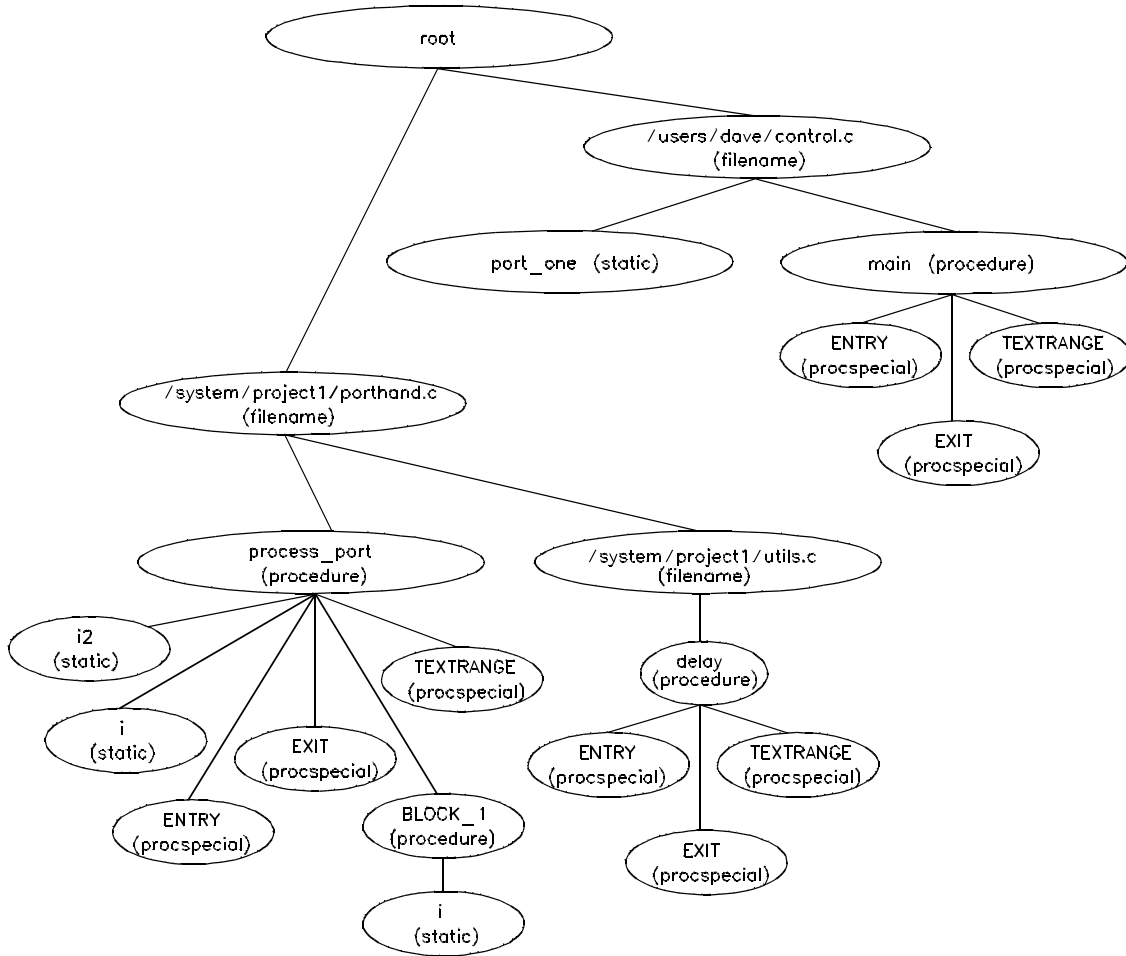 root
/users/dave/control.c
(filename)
port_one (static)
main (procedure)
ENTRY
(procspecial)
TEXTRANGE
(procspecial)
EXIT
(procspecial)
/system/project1/porthand.c
(filename)
process_port
(procedure)
/system/project1/utils.c
(filename)
i2
(static)
TEXTRANGE
(procspecial)
delay
(procedure)
i
(static)
EXIT
(procspecial)
ENTRY
(procspecial)
TEXTRANGE
(procspecial)
ENTRY
(procspecial)
BLOCK_1
(procedure)
EXIT
(procspecial)
i
(static)